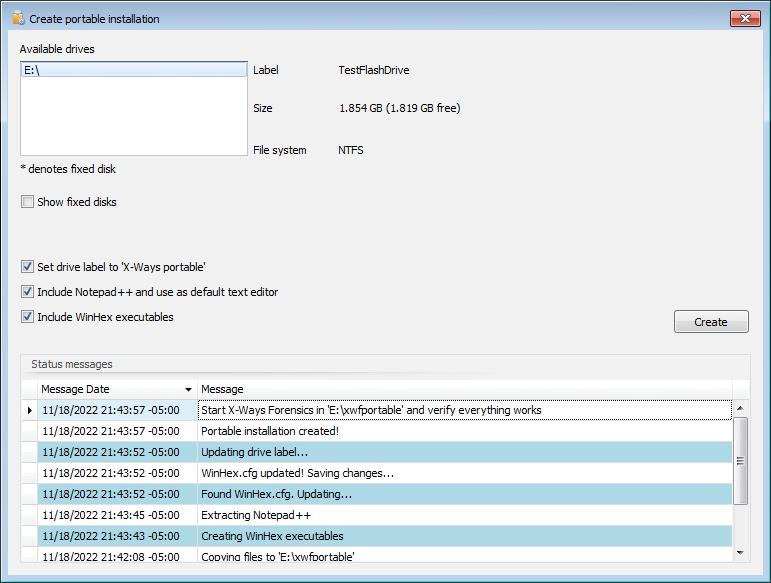 Create portable installation
Available drives
E:\
Label TestFlashDrive
Size 1.854 GB (1.819 GB free)
File system NTFS
* denotes fixed disk
Show fixed disks
Set drive label to 'X-Ways portable'
Include Notepad++ and use as default text editor
Include WinHex executables
Create
Status messages
Message Date Message
11/18/2022 21:43:57 -05:00 Start X-Ways Forensics in 'E:\xwfportable' and verify everything works
11/18/2022 21:43:57 -05:00 Portable installation created!
11/18/2022 21:43:52 -05:00 Updating drive label...
11/18/2022 21:43:52 -05:00 WinHex.cfg updated! Saving changes...
11/18/2022 21:43:52 -05:00 Found WinHex.cfg. Updating...
11/18/2022 21:43:45 -05:00 Extracting Notepad++
11/18/2022 21:43:43 -05:00 Creating WinHex executables
11/18/2022 21:42:08 -05:00 Copying files to 'E:\xwfportable'